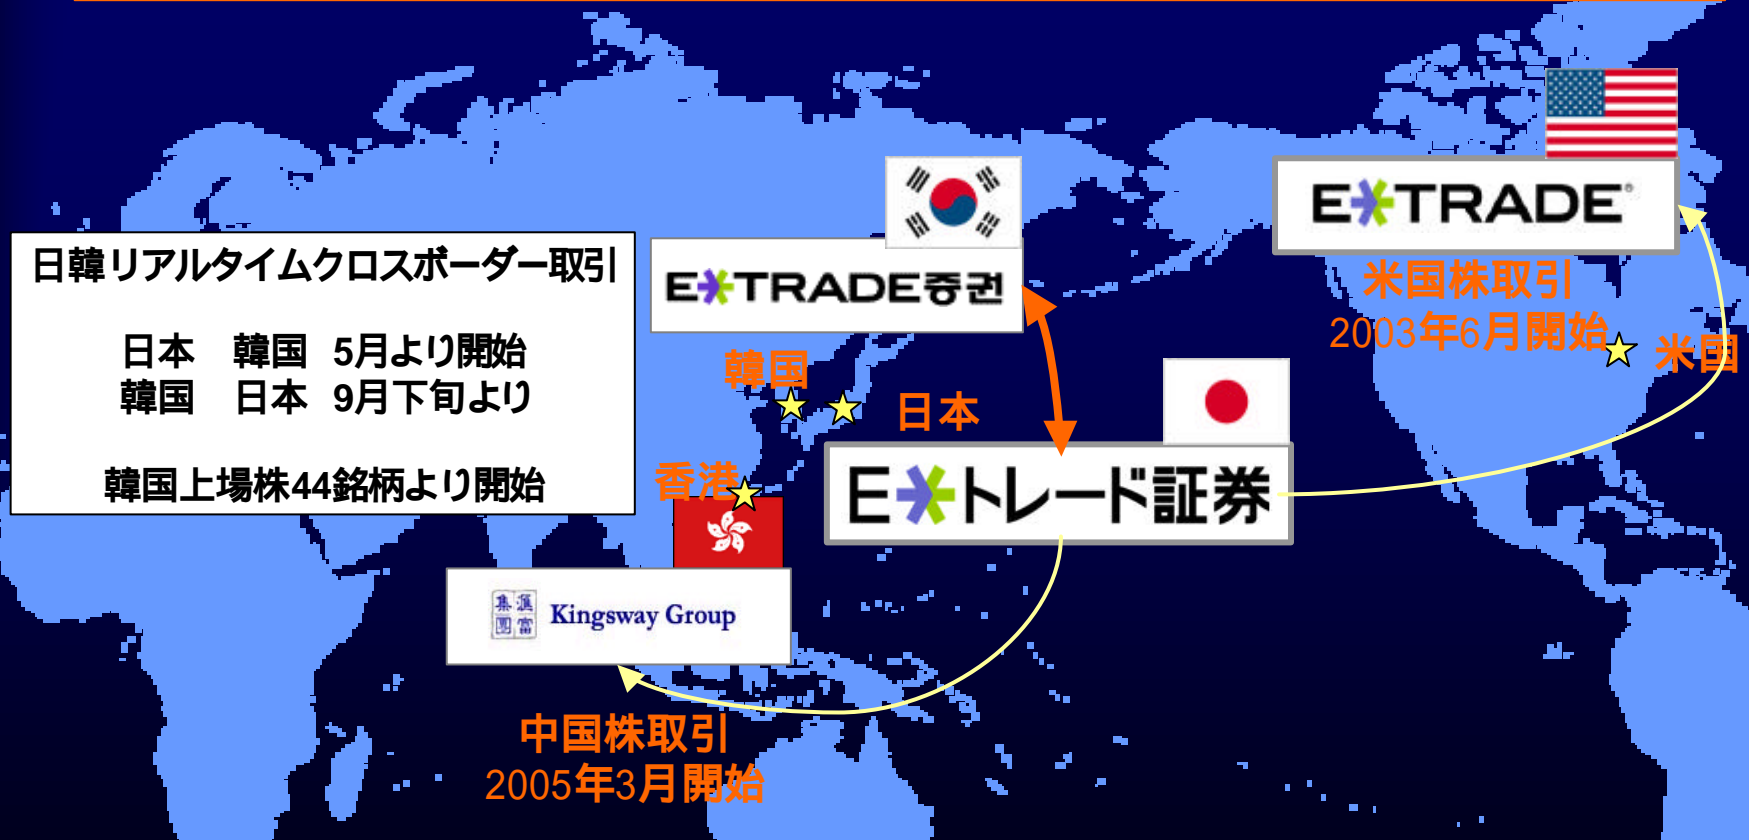 日韓リアルタイムクロスボーダー取引
日本　韓国 5月より開始
韓国　日本 9月下旬より
韓国上場株44銘柄より開始
E*TRADE증권
韓国
日本
香港
E*トレード証券
E*TRADE®
米国株取引
2003年6月開始
米国
集 滙
團 富
Kingsway Group
中国株取引
2005年3月開始